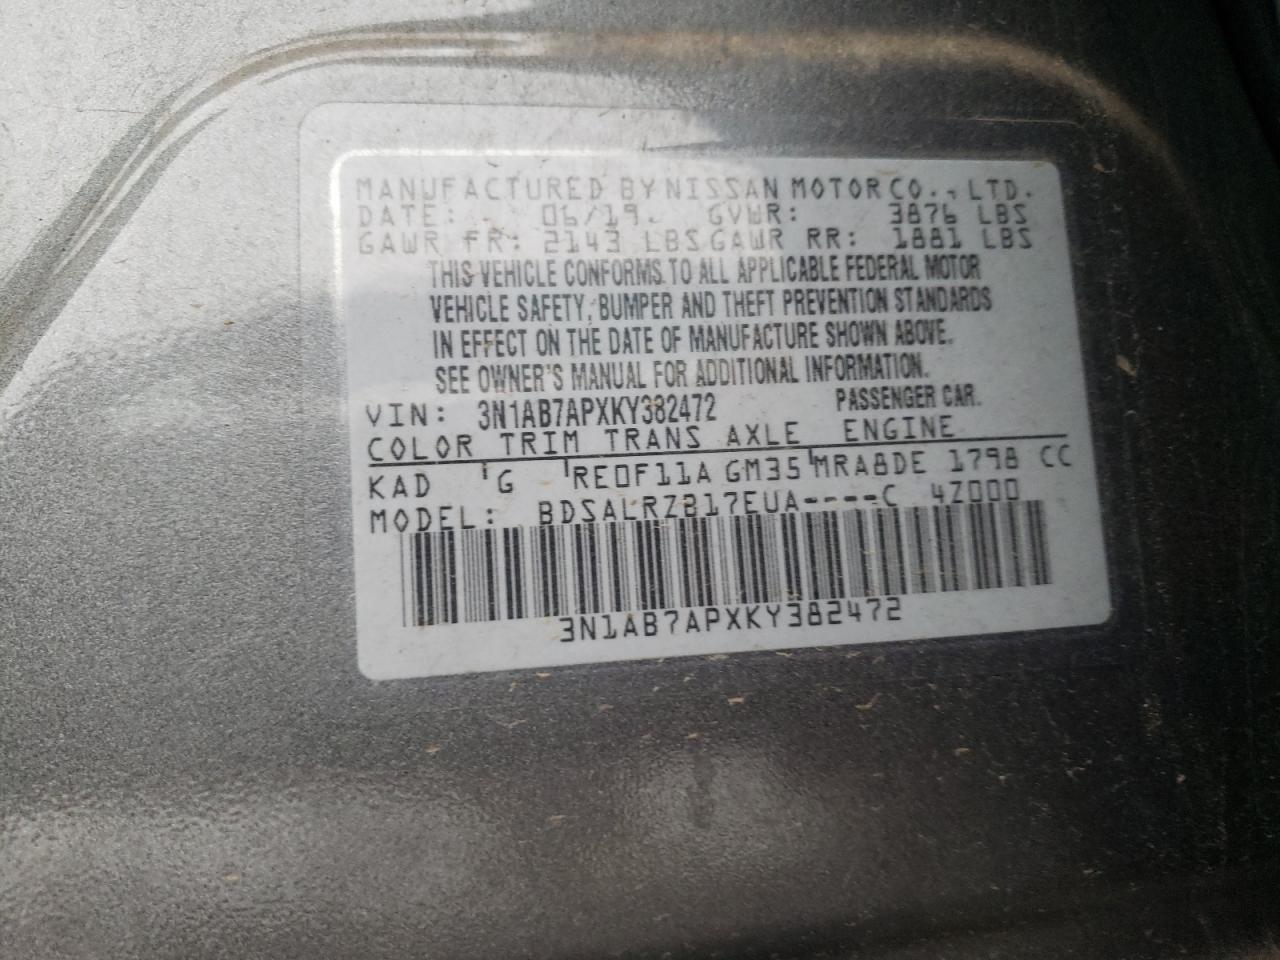 MANUFACTURED BY NISSAN MOTOR CO., LTD.
DATE: 06/19 GVWR: 3876 LBS
GAWR FR: 2143 LBS GAWR RR: 1881 LBS
THIS VEHICLE CONFORMS TO ALL APPLICABLE FEDERAL MOTOR
VEHICLE SAFETY, BUMPER AND THEFT PREVENTION STANDARDS
IN EFFECT ON THE DATE OF MANUFACTURE SHOWN ABOVE.
SEE OWNER'S MANUAL FOR ADDITIONAL INFORMATION.
VIN: 3N1AB7APXKY382472 PASSENGER CAR.
COLOR TRIM TRANS AXLE ENGINE
KAD G RE0F11A GM35 MRA8DE 1798 CC
MODEL: BDSALRZB17EUA----C 4Z000
3N1AB7APXKY382472